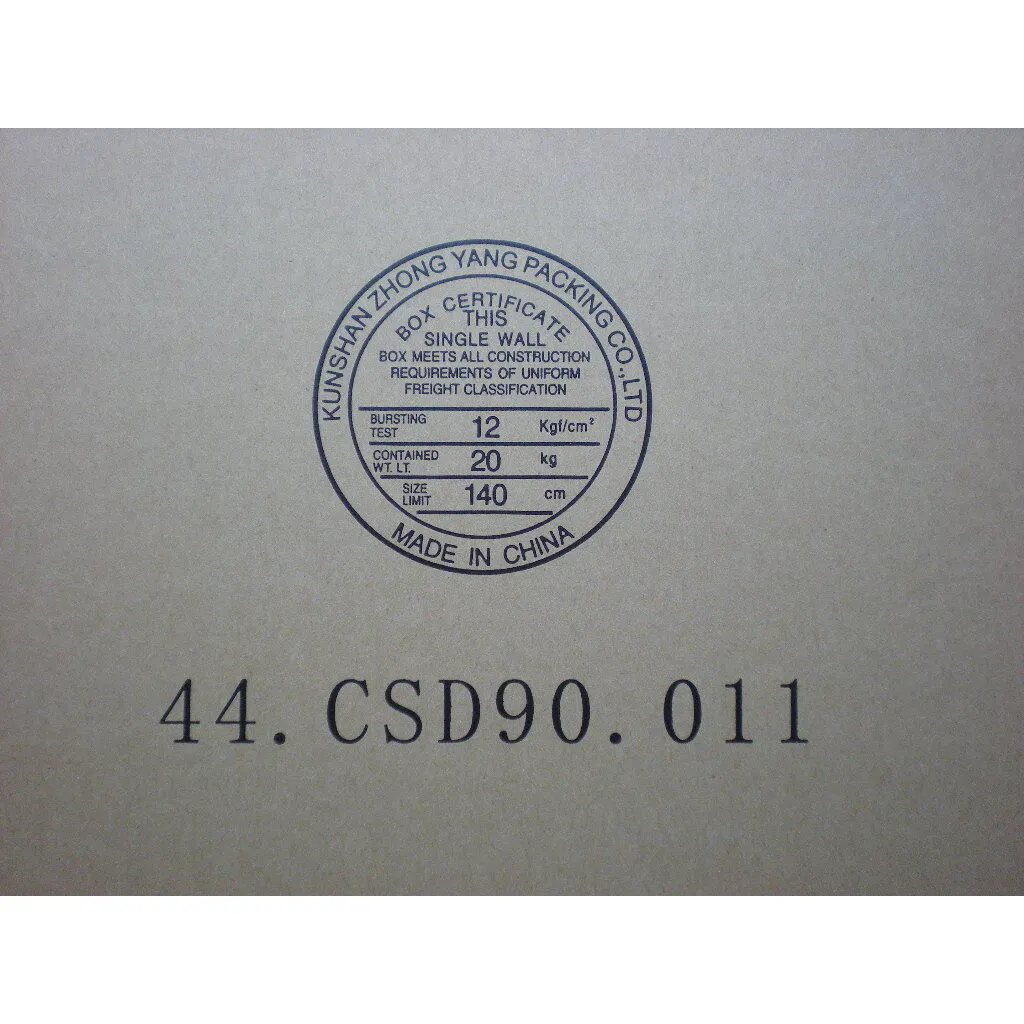 KUNSHAN ZHONG YANG PACKING CO.,LTD
BOX CERTIFICATE
THIS
SINGLE WALL
BOX MEETS ALL CONSTRUCTION
REQUIREMENTS OF UNIFORM
FREIGHT CLASSIFICATION
BURSTING TEST 12 Kgf/cm²
CONTAINED WT. LT. 20 kg
SIZE LIMIT 140 cm
MADE IN CHINA
44.CSD90.011